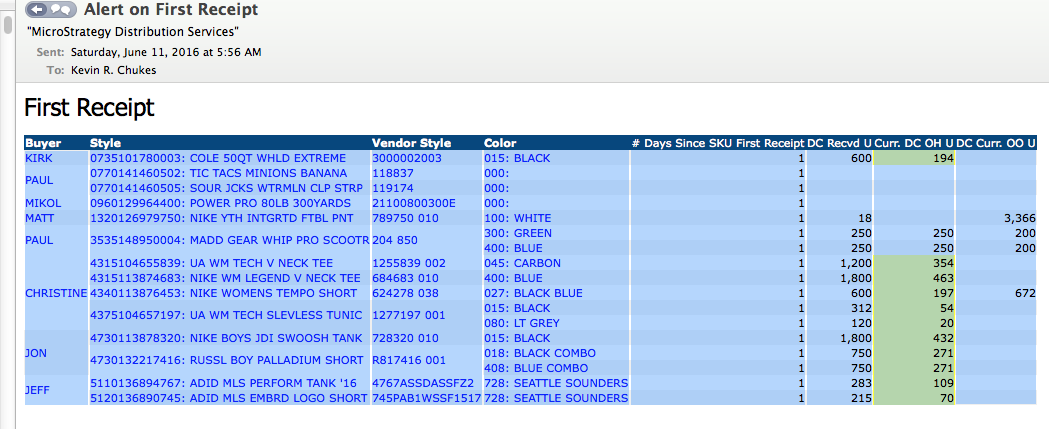 Alert on First Receipt
"MicroStrategy Distribution Services"
Sent: Saturday, June 11, 2016 at 5:56 AM
To: Kevin R. Chukes
First Receipt
Buyer Style Vendor Style Color # Days Since SKU First Receipt DC Recvd U Curr. DC OH U DC Curr. OO U
KIRK 0735101780003: COLE 50QT WHLD EXTREME 3000002003 015: BLACK 1 600 194
PAUL 0770141460502: TIC TACS MINIONS BANANA 118837 000: 1
0770141460505: SOUR JCKS WTRMLN CLP STRP 119174 000: 1
MIKOL 0960129964400: POWER PRO 80LB 300YARDS 21100800300E 000: 1
MATT 1320126979750: NIKE YTH INTGRTD FTBL PNT 789750 010 100: WHITE 1 18 3,366
PAUL 3535148950004: MADD GEAR WHIP PRO SCOOTR 204 850 300: GREEN 1 250 250 200
400: BLUE 1 250 250 200
CHRISTINE 4315104655839: UA WM TECH V NECK TEE 1255839 002 045: CARBON 1 1,200 354
4315113874683: NIKE WM LEGEND V NECK TEE 684683 010 400: BLUE 1 1,800 463
4340113876453: NIKE WOMENS TEMPO SHORT 624278 038 027: BLACK BLUE 1 600 197 672
4375104657197: UA WM TECH SLEVLESS TUNIC 1277197 001 015: BLACK 1 312 54
080: LT GREY 1 120 20
JON 4730113878320: NIKE BOYS JDI SWOOSH TANK 728320 010 015: BLACK 1 1,800 432
4730132217416: RUSSL BOY PALLADIUM SHORT R817416 001 018: BLACK COMBO 1 750 271
408: BLUE COMBO 1 750 271
JEFF 5110136894767: ADID MLS PERFORM TANK '16 4767ASSDASSFZ2 728: SEATTLE SOUNDERS 1 283 109
5120136890745: ADID MLS EMBRD LOGO SHORT 745PAB1WSSF1517 728: SEATTLE SOUNDERS 1 215 70